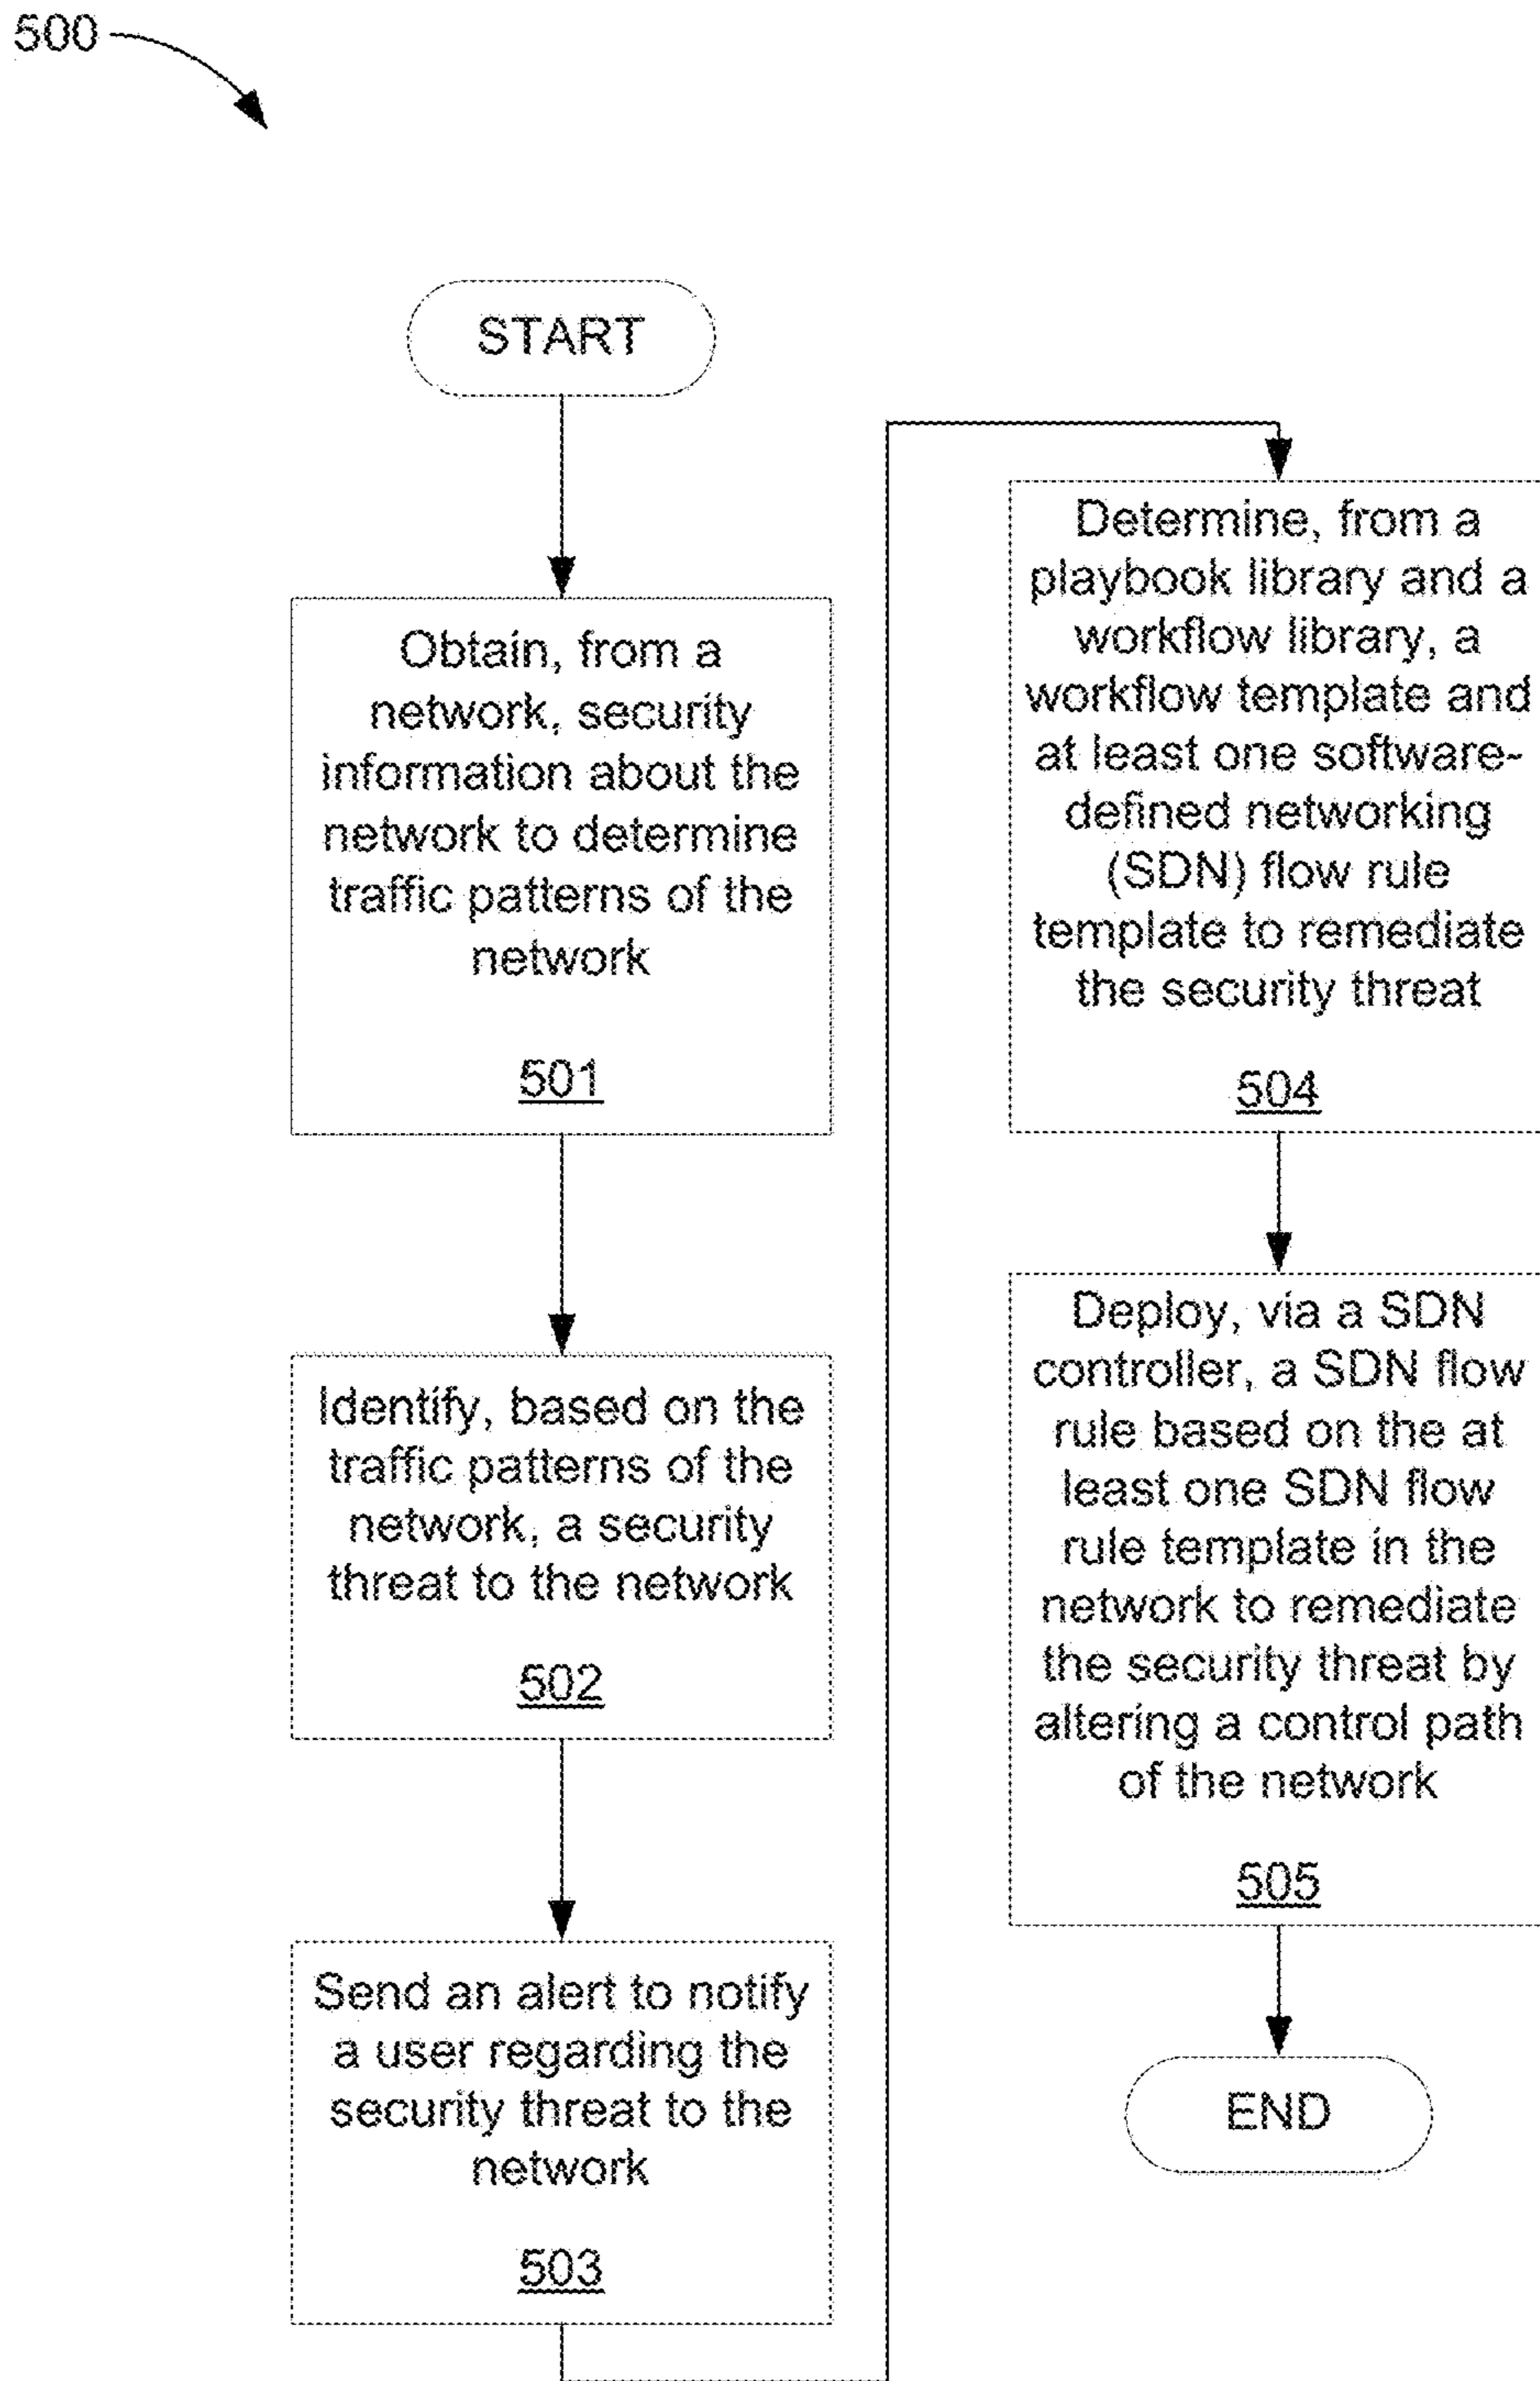 500
START
Obtain, from a
network, security
information about the
network to determine
traffic patterns of the
network
501
Identify, based on the
traffic patterns of the
network, a security
threat to the network
502
Send an alert to notify
a user regarding the
security threat to the
network
503
Determine, from a
playbook library and a
workflow library, a
workflow template and
at least one software-
defined networking
(SDN) flow rule
template to remediate
the security threat
504
Deploy, via a SDN
controller, a SDN flow
rule based on the at
least one SDN flow
rule template in the
network to remediate
the security threat by
altering a control path
of the network
505
END